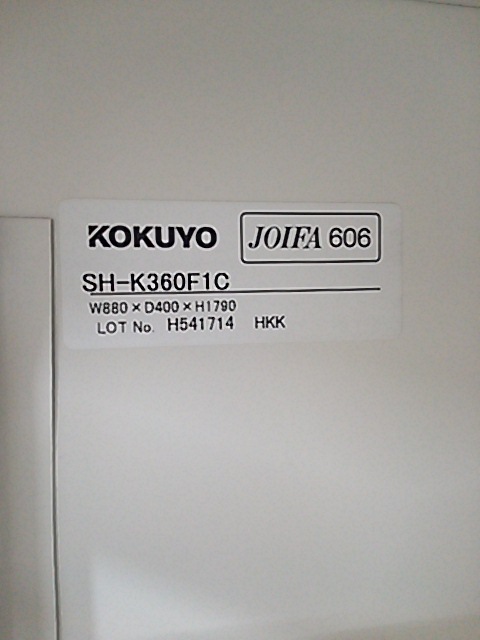 KOKUYO JOIFA 606
SH-K360F1C
W880×D400×H1790
LOT No. H541714 HKK